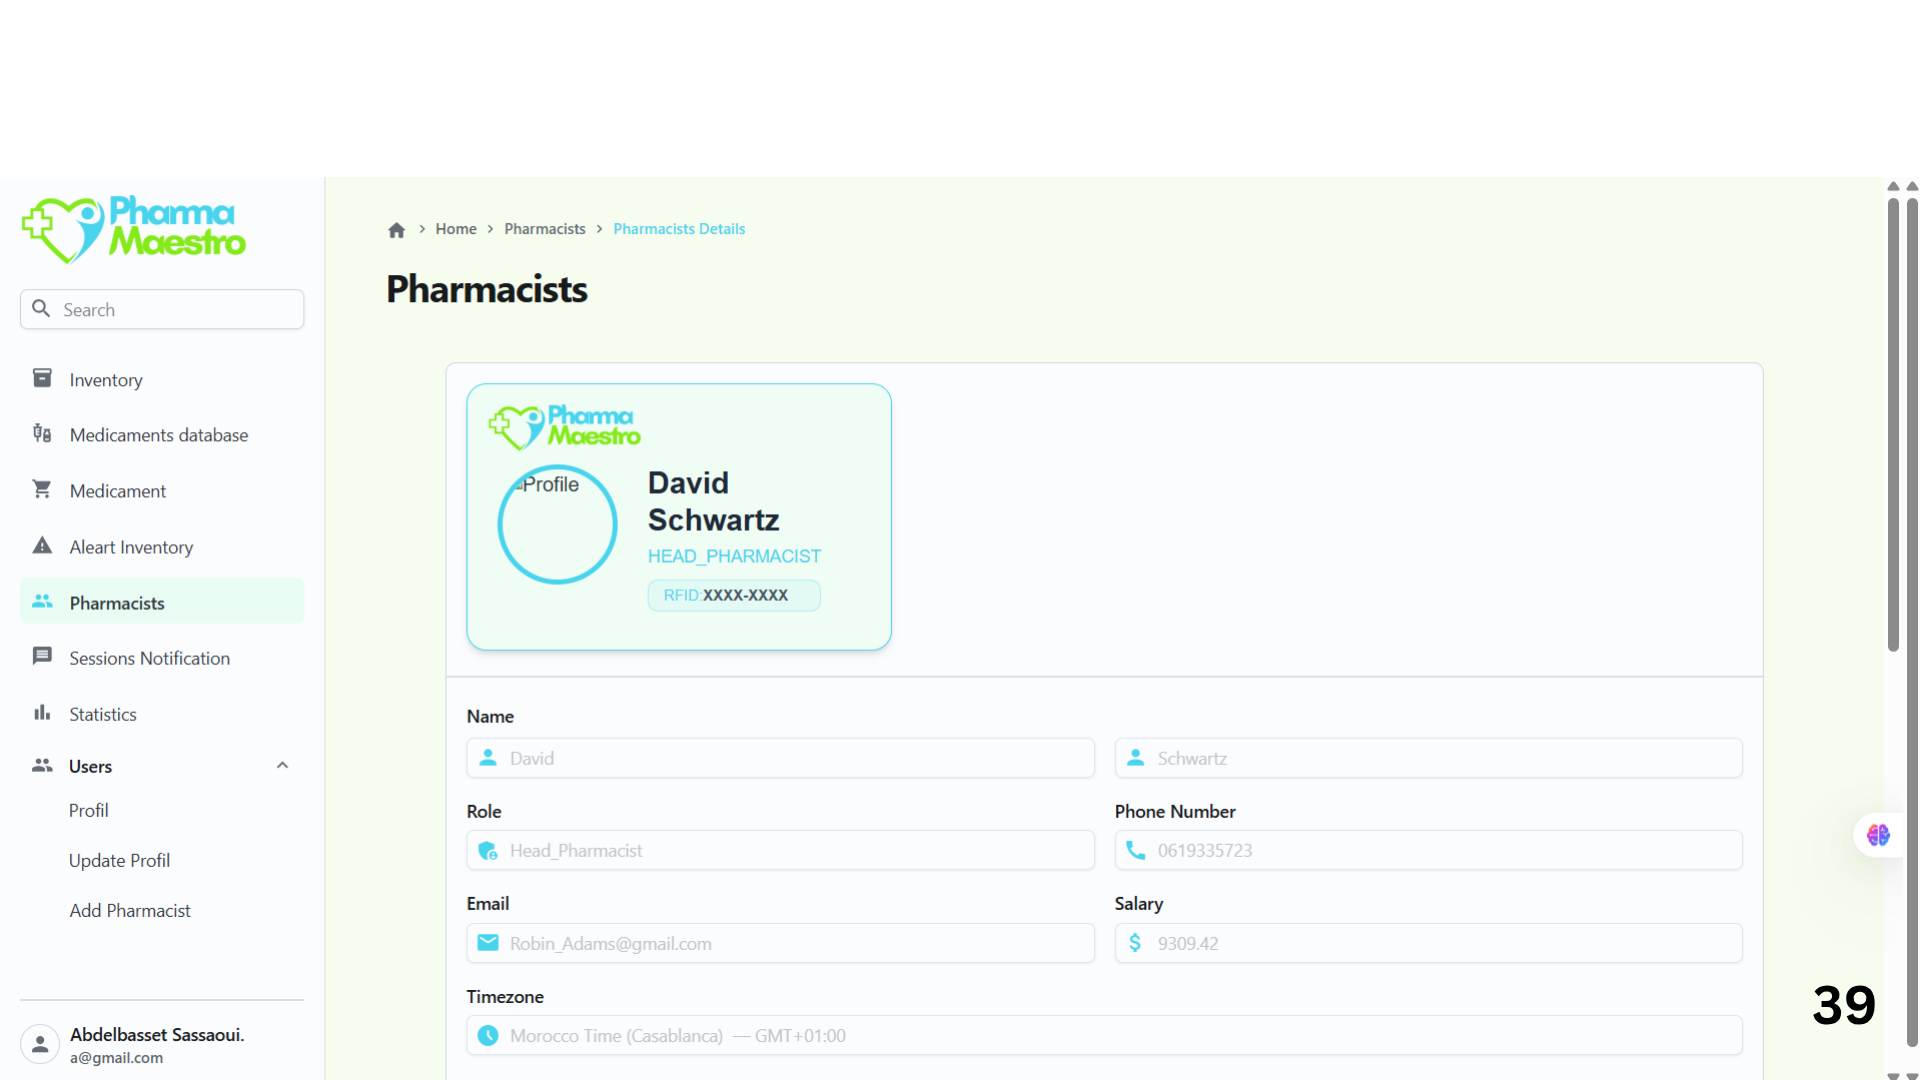 Pharma
Maestro
Search
Inventory
Medicaments database
Medicament
Aleart Inventory
Pharmacists
Sessions Notification
Statistics
Users
Profil
Update Profil
Add Pharmacist
Abdelbasset Sassaoui.
a@gmail.com
Home
Pharmacists
Pharmacists Details
Pharmacists
Pharma
Maestro
Profile
David
Schwartz
HEAD_PHARMACIST
RFID:XXXX-XXXX
Name
David
Schwartz
Role
Phone Number
Head_Pharmacist
0619335723
Email
Salary
Robin_Adams@gmail.com
9309.42
Timezone
Morocco Time (Casablanca) — GMT+01:00
39